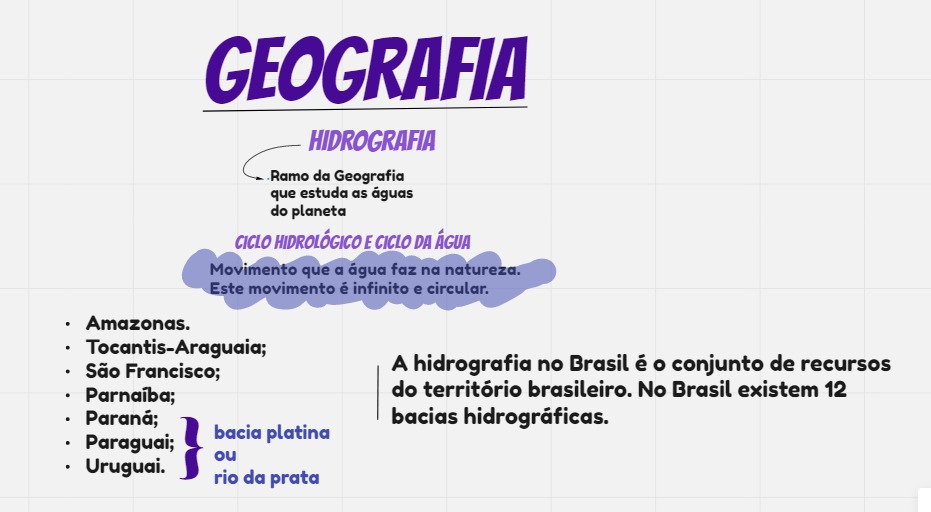 GEOGRAFIA
HIDROGRAFIA
Ramo da Geografia
que estuda as águas
do planeta
CICLO HIDROLÓGICO E CICLO DA ÁGUA
Movimento que a água faz na natureza.
Este movimento é infinito e circular.
• Amazonas.
• Tocantis-Araguaia;
• São Francisco;
• Parnaíba;
• Paraná;
• Paraguai;
• Uruguai.
bacia platina
ou
rio da prata
A hidrografia no Brasil é o conjunto de recursos
do território brasileiro. No Brasil existem 12
bacias hidrográficas.